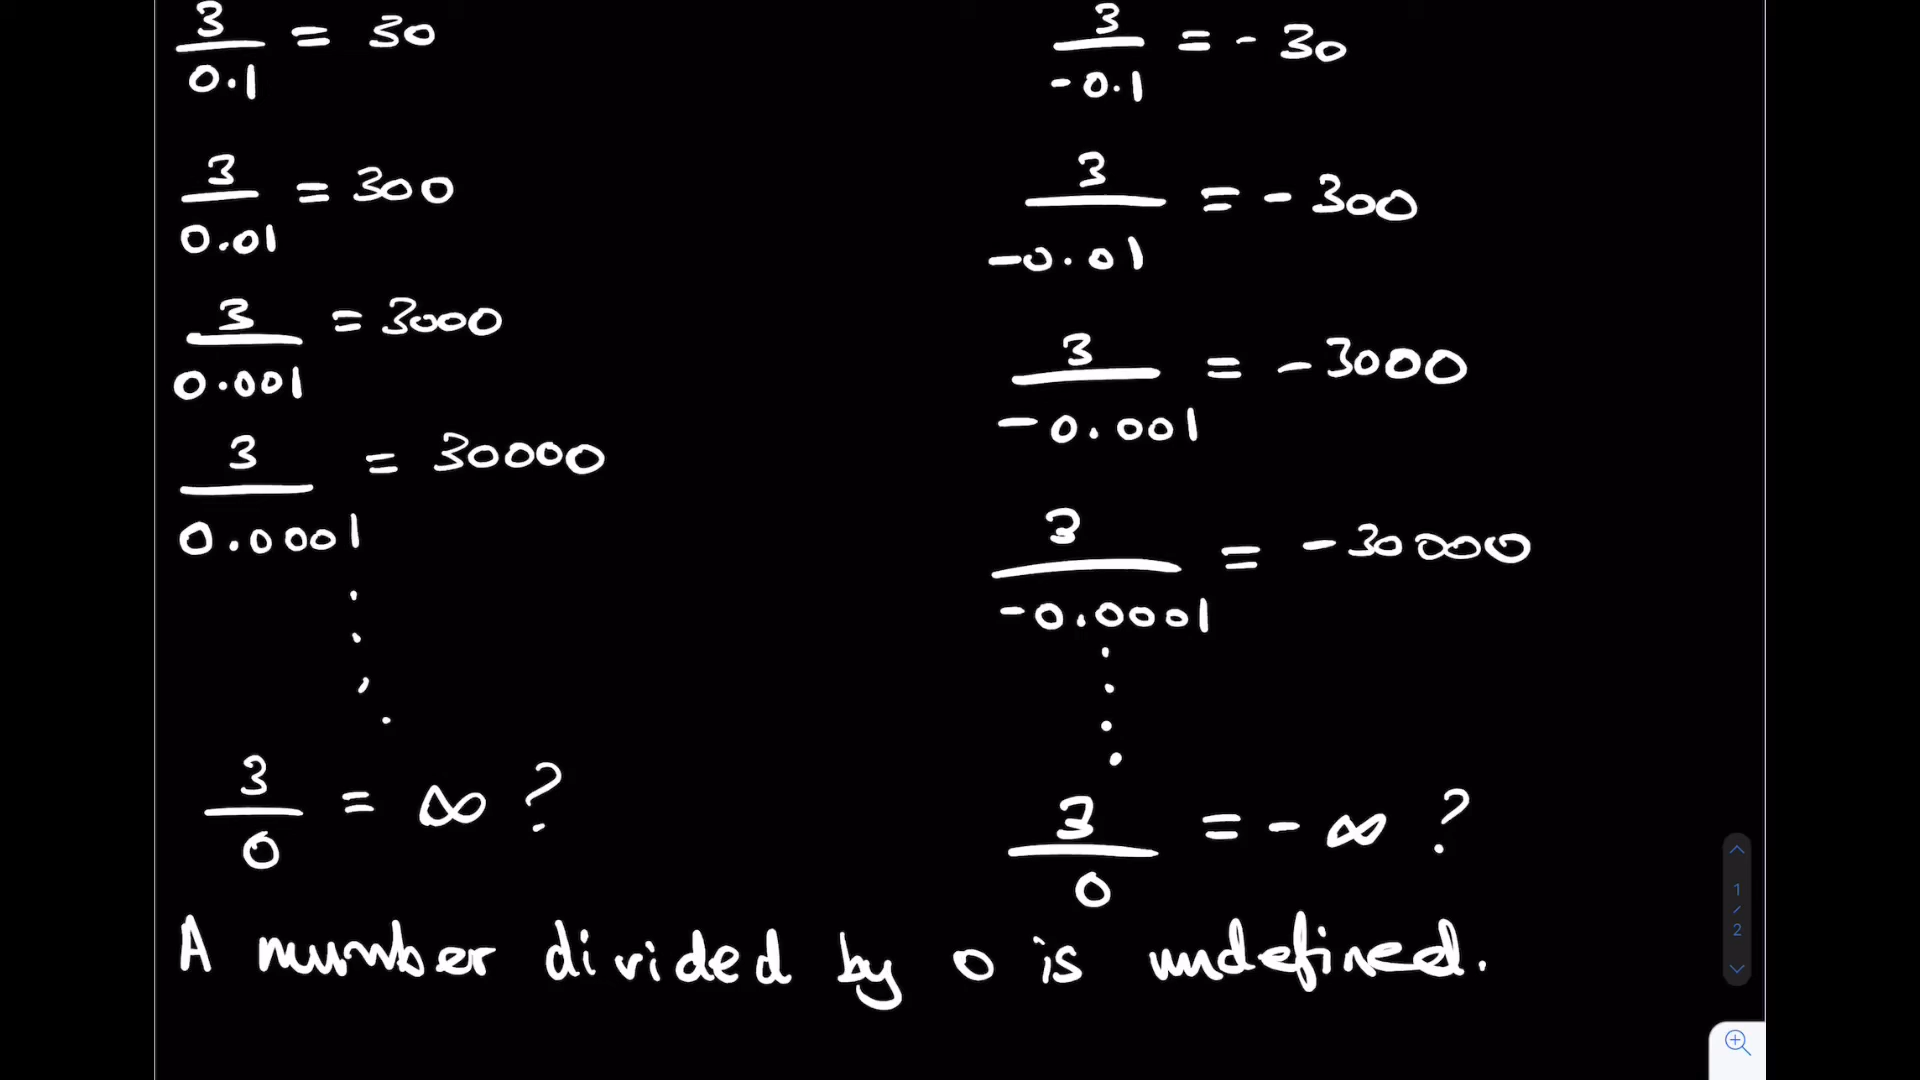 3/0.1 = 30
3/0.01 = 300
3/0.001 = 3000
3/0.0001 = 30000
3/0 = ∞ ?
3/-0.1 = - 30
3/-0.01 = - 300
3/-0.001 = - 3000
3/-0.0001 = - 30000
3/0 = - ∞ ?
A number divided by 0 is undefined.
1
/
2